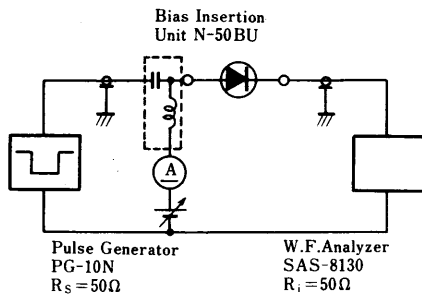 Bias Insertion
Unit N-50BU
A
Pulse Generator
PG-10N
RS=50Ω
W.F.Analyzer
SAS-8130
Ri=50Ω